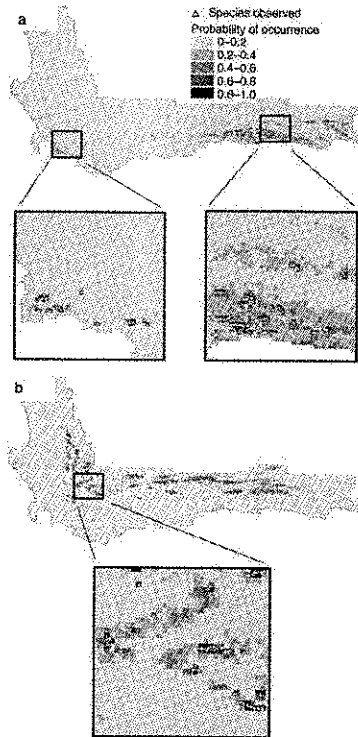 a
△ Species observed
Probability of occurrence
0–0.2
0.2–0.4
0.4–0.6
0.6–0.8
0.8–1.0
b